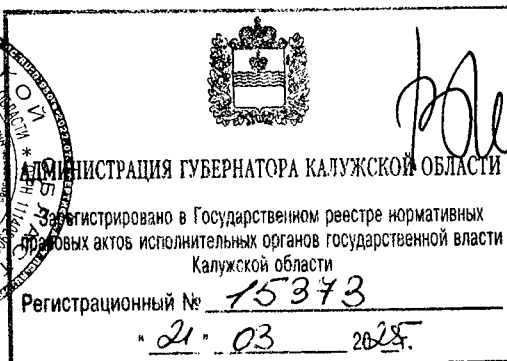 АДМИНИСТРАЦИЯ ГУБЕРНАТОРА КАЛУЖСКОЙ ОБЛАСТИ
Зарегистрировано в Государственном реестре нормативных
правовых актов исполнительных органов государственной власти
Калужской области
Регистрационный № 15373
"21" 03 2025г.